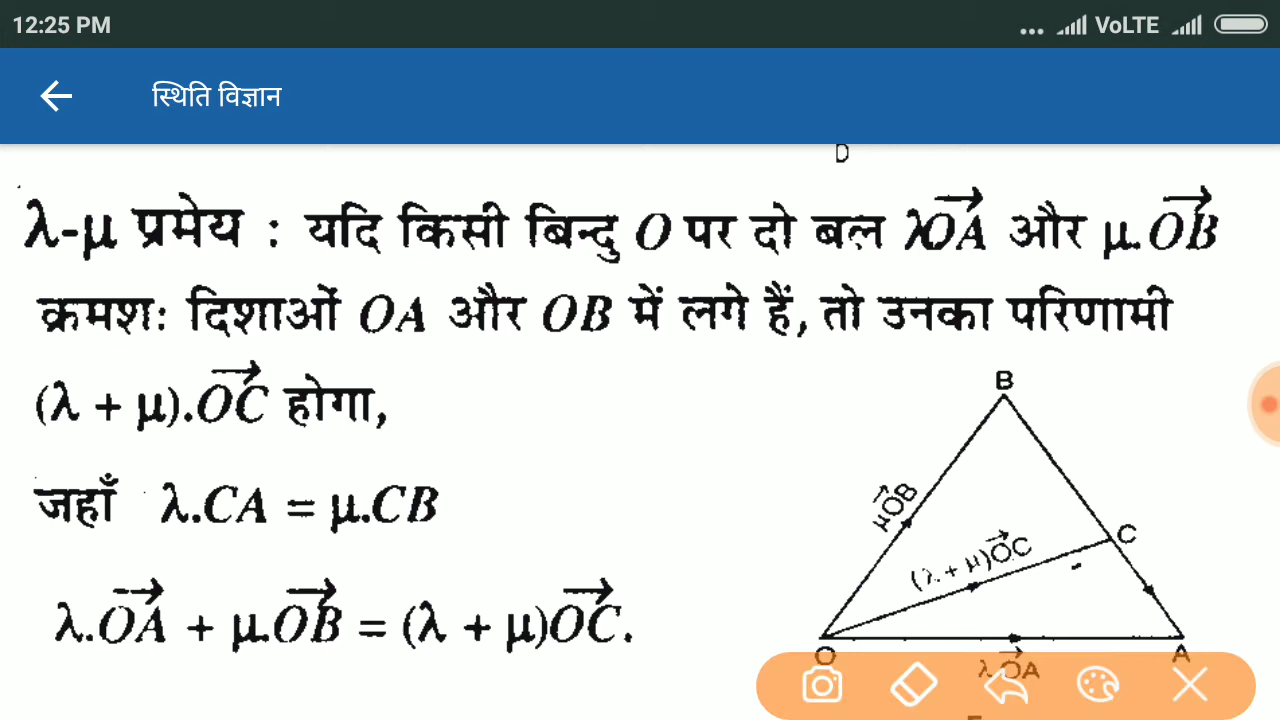 12:25 PM ... VoLTE
स्थिति विज्ञान
D
λ-μ प्रमेय : यदि किसी बिन्दु O पर दो बल λOA⃗ और μ.OB⃗
क्रमशः दिशाओं OA और OB में लगे हैं, तो उनका परिणामी
(λ + μ).OC⃗ होगा,
जहाँ λ.CA = μ.CB
λ.OA⃗ + μ.OB⃗ = (λ + μ)OC⃗.
B
μOB⃗
C
(λ + μ)OC⃗
O
A
λOA⃗